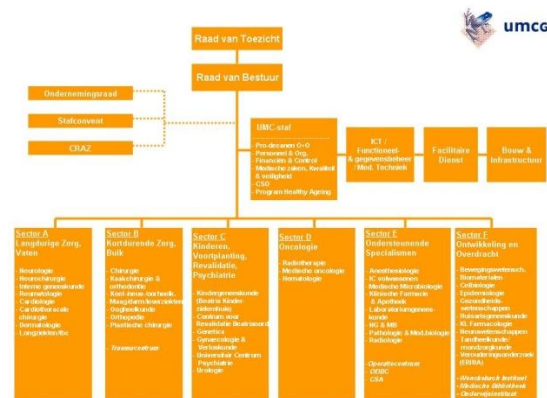 umcg
Raad van Toezicht
Raad van Bestuur
Ondernemingsraad
Stafconvent
CRAZ
UMC-staf
- Pro-decanen O+O
- Personeel & Org.
- Financiën & Control
- Medische zaken, Kwaliteit
& veiligheid
- CSO
- Program Healthy Ageing
ICT /
Functioneel-
& gegevensbeheer
/ Med. Techniek
Facilitaire
Dienst
Bouw &
Infrastructuur
Sector A
Langdurige Zorg,
Vaten
- Neurologie
- Neurochirurgie
- Interne geneeskunde
- Reumatologie
- Cardiologie
- Cardiothoracale
chirurgie
- Dermatologie
- Longziekten/tbc
Sector B
Kortdurende Zorg,
Buik
- Chirurgie
- Kaakchirurgie &
orthodontie
- Keel-neus-
- Oogheelkunde
- Orthopedie
- Plastische chirurgie
- Traumacentrum
Sector C
Kinderen,
Voortplanting,
Revalidatie,
Psychiatrie
- Kindergeneeskunde
(Beatrix Kinder
ziekenhuis)
- Centrum voor
Revalidatie Beatrixoord
- Genetica
- Gynaecologie &
Verloskunde
- Universitair Centrum
Psychiatrie
- Urologie
Sector D
Oncologie
- Radiotherapie
- Medische oncologie
- Hematologie
Sector E
Ondersteunende
Specialismen
- Anesthesiologie
- IC volwassenen
- Medische Microbiologie
- Klinische Farmacie
& Apotheek
- Laboratoriumgenees-
kunde
- NG & MB
- Pathologie & Med.biologie
- Radiologie
- Operatiecentrum
- CSA
Sector F
Ontwikkeling en
Overdracht
- Bewegingswetensch.
- Biomaterialen
- Celbiologie
- Epidemiologie
- Gezondheids-
wetenschappen
- Huisartsgeneeskunde
- KL Farmacologie
- Neurowetenschappen
- Tandheelkunde/
mondzorgkunde
- Verouderingsonderzoek
(ERIBA)
- Wenckebach Instituut
- Medische Bibliotheek
- Onderwijsinstituut